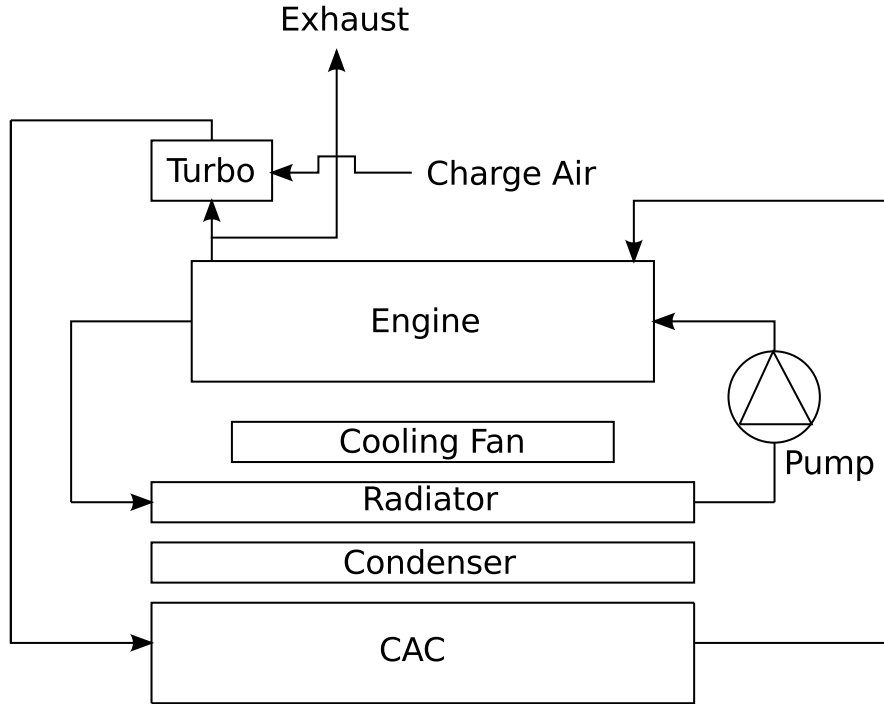 Exhaust
Turbo
Charge Air
Engine
Cooling Fan
Pump
Radiator
Condenser
CAC